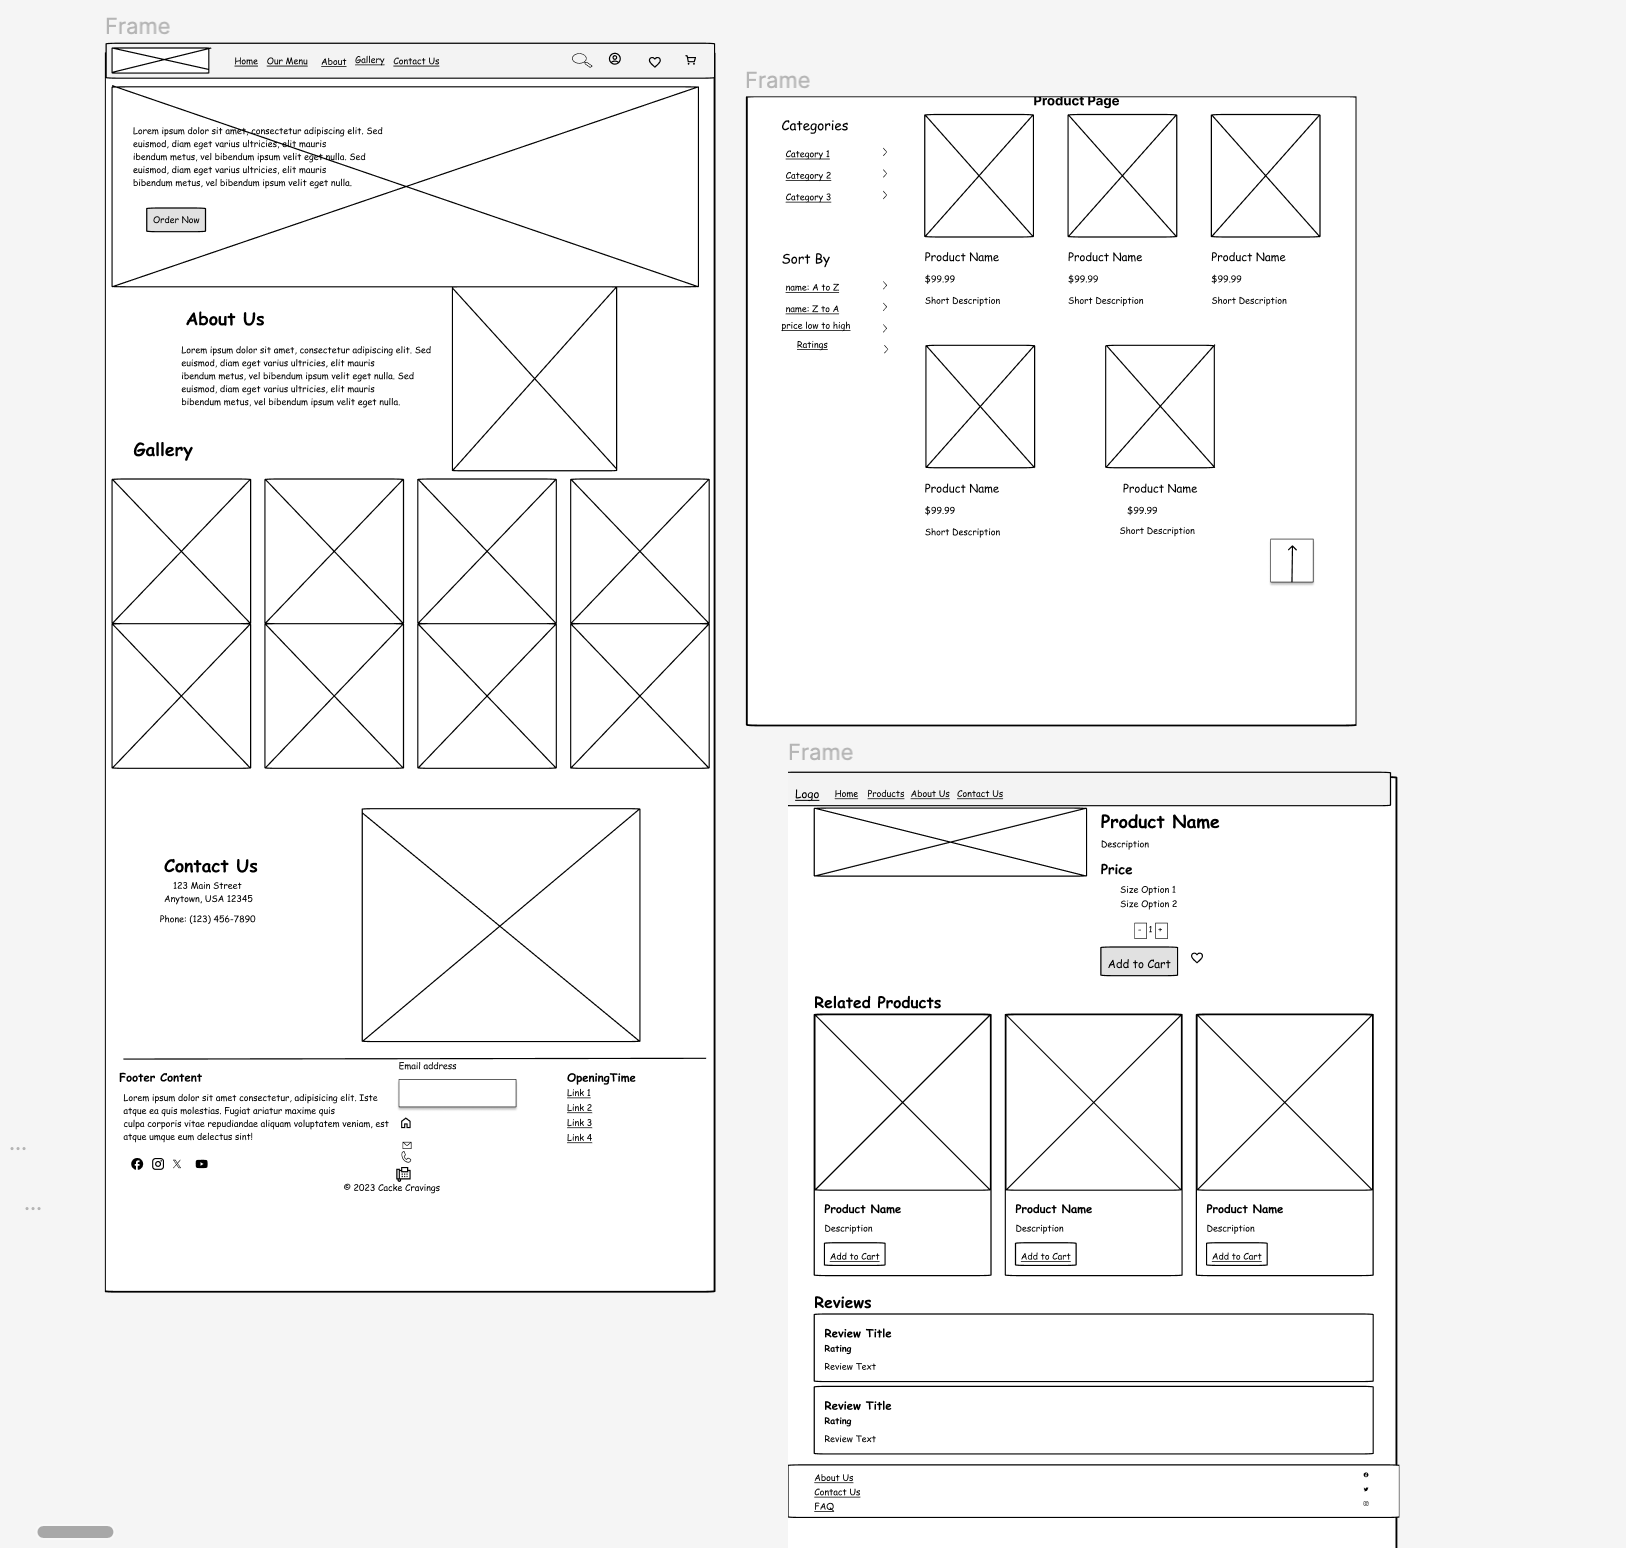 Frame
Home Our Menu About Gallery Contact Us
Lorem ipsum dolor sit amet, consectetur adipiscing elit. Sed
euismod, diam eget varius ultricies, elit mauris
ibendum metus, vel bibendum ipsum velit eget nulla. Sed
euismod, diam eget varius ultricies, elit mauris
bibendum metus, vel bibendum ipsum velit eget nulla.
Order Now
About Us
Lorem ipsum dolor sit amet, consectetur adipiscing elit. Sed
euismod, diam eget varius ultricies, elit mauris
ibendum metus, vel bibendum ipsum velit eget nulla. Sed
euismod, diam eget varius ultricies, elit mauris
bibendum metus, vel bibendum ipsum velit eget nulla.
Gallery
Contact Us
123 Main Street
Anytown, USA 12345
Phone: (123) 456-7890
Footer Content
Lorem ipsum dolor sit amet consectetur, adipisicing elit. Iste
atque ea quis molestias. Fugiat ariatur maxime quis
culpa corporis vitae repudiandae aliquam voluptatem veniam, est
atque umque eum delectus sint!
Email address
OpeningTime
Link 1
Link 2
Link 3
Link 4
© 2023 Cacke Cravings
Frame
Product Page
Categories
Category 1
Category 2
Category 3
Sort By
name: A to Z
name: Z to A
price low to high
Ratings
Product Name
$99.99
Short Description
Product Name
$99.99
Short Description
Product Name
$99.99
Short Description
Product Name
$99.99
Short Description
Product Name
$99.99
Short Description
Frame
Logo Home Products About Us Contact Us
Product Name
Description
Price
Size Option 1
Size Option 2
- 1 +
Add to Cart
Related Products
Product Name
Description
Add to Cart
Product Name
Description
Add to Cart
Product Name
Description
Add to Cart
Reviews
Review Title
Rating
Review Text
Review Title
Rating
Review Text
About Us
Contact Us
FAQ